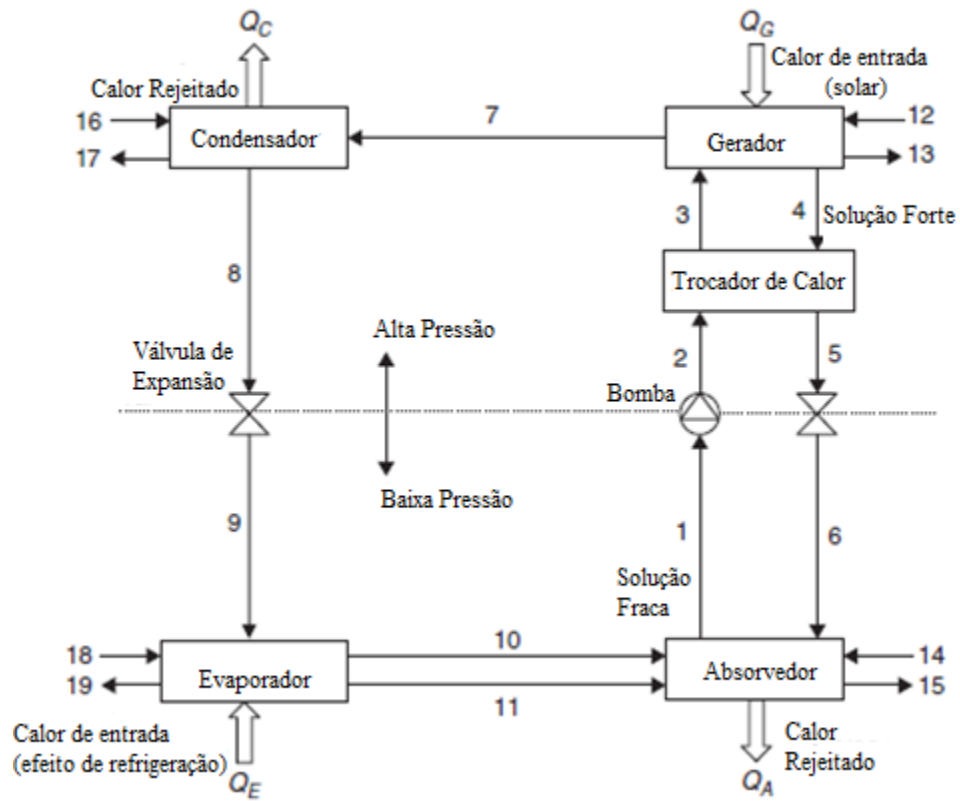 Q_C
Q_G
Calor Rejeitado
Calor de entrada
(solar)
16
17
Condensador
7
Gerador
12
13
3
4
Solução Forte
8
Trocador de Calor
Alta Pressão
Válvula de
Expansão
2
5
Bomba
Baixa Pressão
9
1
6
Solução
Fraca
18
19
Evaporador
10
11
Absorvedor
14
15
Calor de entrada
(efeito de refrigeração)
Q_E
Calor
Rejeitado
Q_A